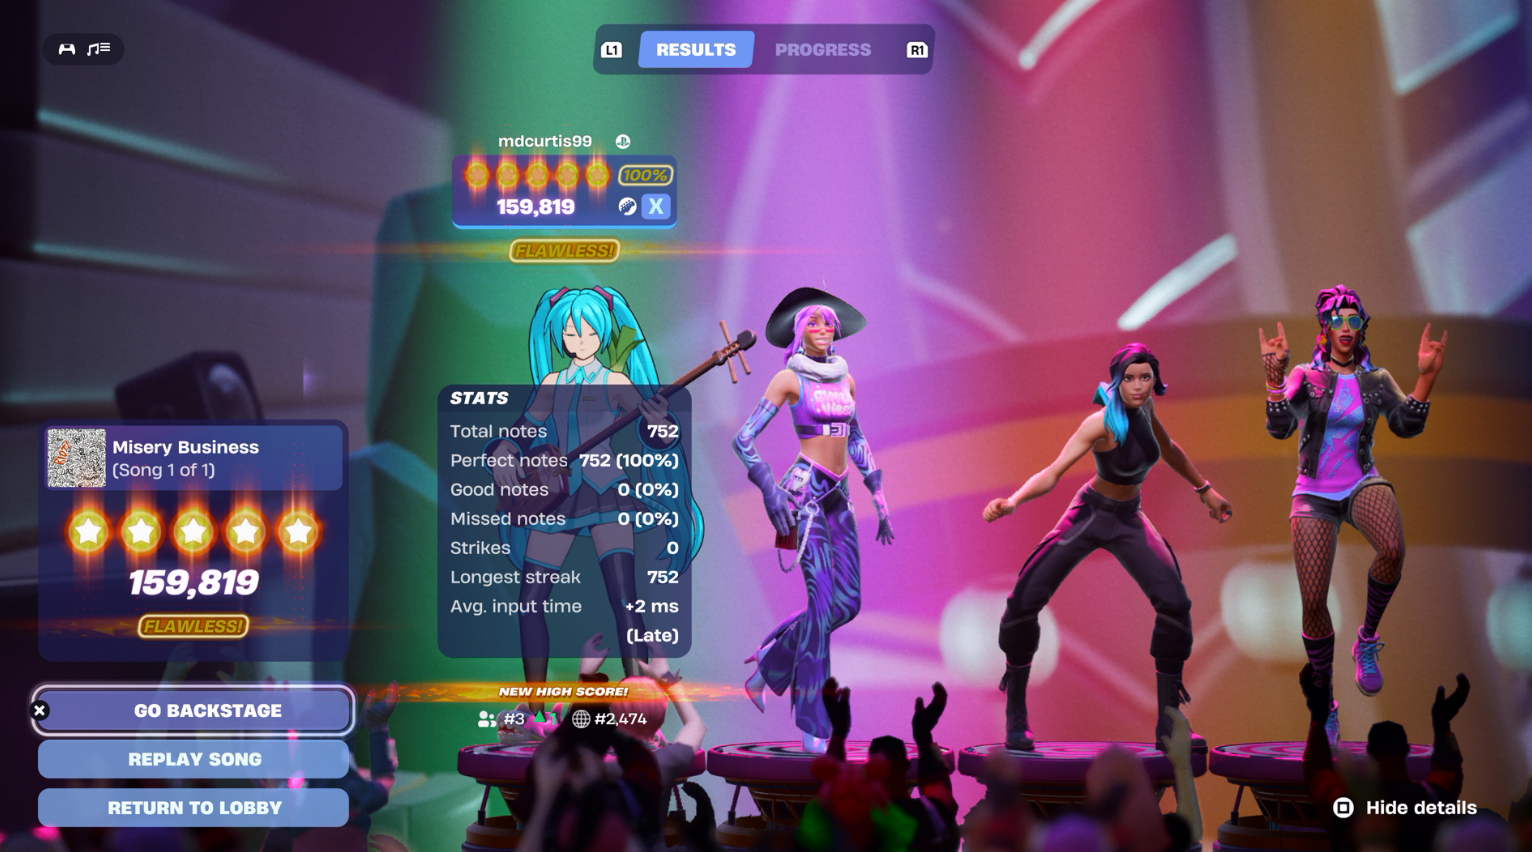 L1 RESULTS PROGRESS R1
mdcurtis99
100%
159,819 X
FLAWLESS!
STATS
Total notes 752
Perfect notes 752 (100%)
Good notes 0 (0%)
Missed notes 0 (0%)
Strikes 0
Longest streak 752
Avg. input time +2 ms
(Late)
NEW HIGH SCORE!
#3 1 #2,474
Misery Business
(Song 1 of 1)
159,819
FLAWLESS!
GO BACKSTAGE
REPLAY SONG
RETURN TO LOBBY
Hide details